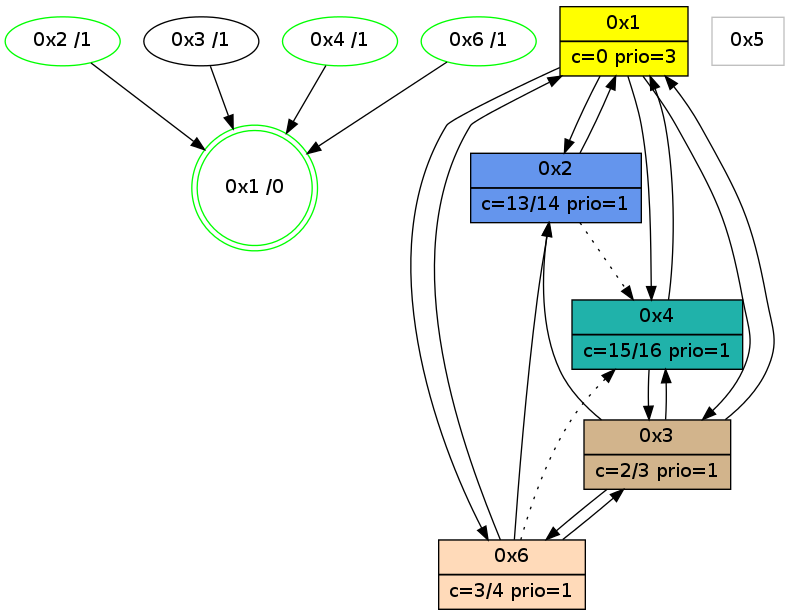 0x2 /1
0x3 /1
0x4 /1
0x6 /1
0x1
c=0 prio=3
0x5
0x1 /0
0x2
c=13/14 prio=1
0x4
c=15/16 prio=1
0x3
c=2/3 prio=1
0x6
c=3/4 prio=1